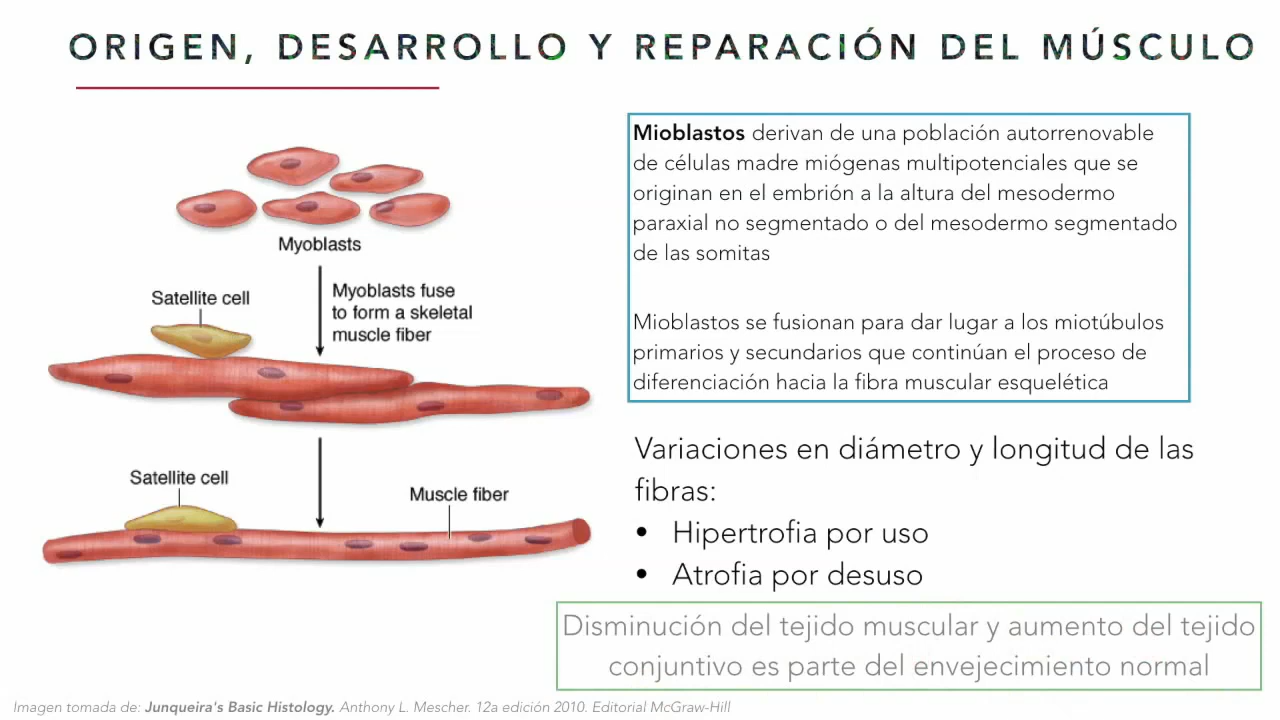 ORIGEN, DESARROLLO Y REPARACIÓN DEL MÚSCULO
Myoblasts
Satellite cell
Myoblasts fuse
to form a skeletal
muscle fiber
Satellite cell
Muscle fiber
Mioblastos derivan de una población autorrenovable
de células madre miógenas multipotenciales que se
originan en el embrión a la altura del mesodermo
paraxial no segmentado o del mesodermo segmentado
de las somitas
Mioblastos se fusionan para dar lugar a los miotúbulos
primarios y secundarios que continúan el proceso de
diferenciación hacia la fibra muscular esquelética
Variaciones en diámetro y longitud de las
fibras:
• Hipertrofia por uso
• Atrofia por desuso
Disminución del tejido muscular y aumento del tejido
conjuntivo es parte del envejecimiento normal
Imagen tomada de: Junqueira's Basic Histology. Anthony L. Mescher. 12a edición 2010. Editorial McGraw-Hill